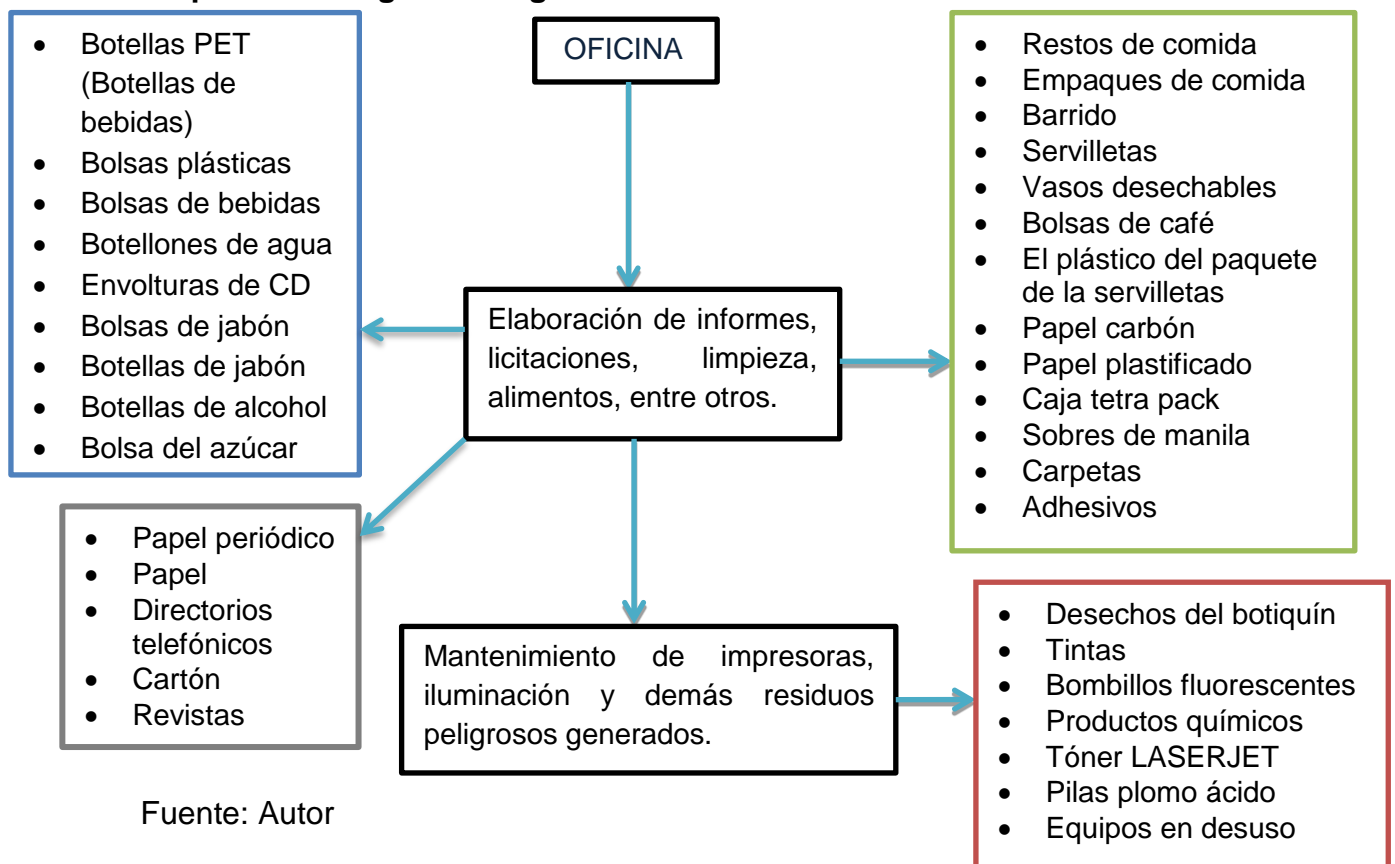 OFICINA
• Botellas PET
(Botellas de
bebidas)
• Bolsas plásticas
• Bolsas de bebidas
• Botellones de agua
• Envolturas de CD
• Bolsas de jabón
• Botellas de jabón
• Botellas de alcohol
• Bolsa del azúcar
Elaboración de informes,
licitaciones, limpieza,
alimentos, entre otros.
• Restos de comida
• Empaques de comida
• Barrido
• Servilletas
• Vasos desechables
• Bolsas de café
• El plástico del paquete
de la servilletas
• Papel carbón
• Papel plastificado
• Caja tetra pack
• Sobres de manila
• Carpetas
• Adhesivos
• Papel periódico
• Papel
• Directorios
telefónicos
• Cartón
• Revistas
Mantenimiento de impresoras,
iluminación y demás residuos
peligrosos generados.
• Desechos del botiquín
• Tintas
• Bombillos fluorescentes
• Productos químicos
• Tóner LASERJET
• Pilas plomo ácido
• Equipos en desuso
Fuente: Autor